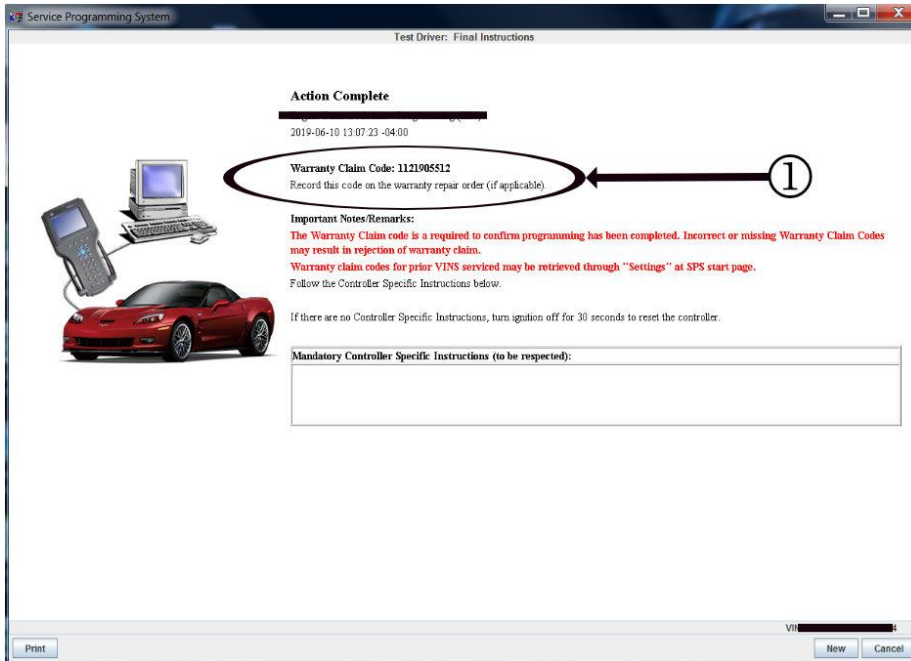 Service Programming System
Test Driver: Final Instructions
Action Complete
2019-06-10 13:07:23 -04:00
Warranty Claim Code: 1121905512
Record this code on the warranty repair order (if applicable).
1
Important Notes/Remarks:
The Warranty Claim code is a required to confirm programming has been completed. Incorrect or missing Warranty Claim Codes
may result in rejection of warranty claim.
Warranty claim codes for prior VINS serviced may be retrieved through "Settings" at SPS start page.
Follow the Controller Specific Instructions below.
If there are no Controller Specific Instructions, turn ignition off for 30 seconds to reset the controller.
Mandatory Controller Specific Instructions (to be respected):
VIN 4
Print
New
Cancel